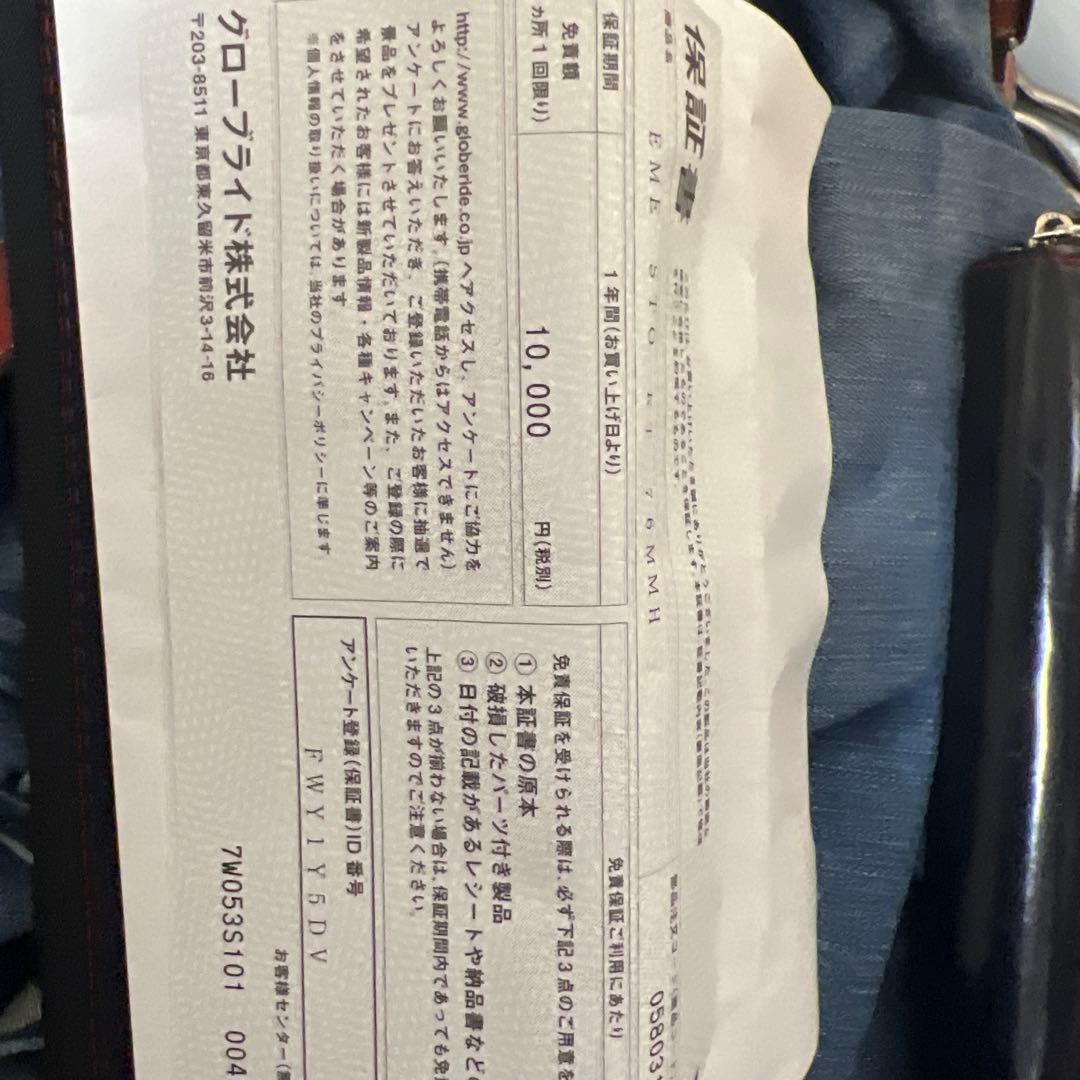 保証書
EME STO R I 76MMH
058031
保証期間
1年間(お買い上げ日より)
免責保証ご利用にあたり
免責額
カ所1回限り)
10,000
円(税別)
免責保証を受けられる際は、必ず下記3点のご用意を
① 本証書の原本
② 破損したパーツ付き製品
③ 日付の記載があるレシートや納品書など
上記の3点が揃わない場合は、保証期間内であっても免
いただきますのでご注意ください。
http://www.globeride.co.jp へアクセスし、アンケートにご協力を
よろしくお願いいたします。(携帯電話からはアクセスできません)
アンケートにお答えいただき、ご登録いただいたお客様に抽選で
景品をプレゼントさせていただいております。また、ご登録の際に
希望されたお客様には新製品情報・各種キャンペーン等のご案内
をさせていただく場合があります
※個人情報の取り扱いについては、当社のプライバシーポリシーに準じます
アンケート登録(保証書)ID番号
FWY1Y5DV
お客様センター(無
グローブライド株式会社
〒203-8511 東京都東久留米市前沢3-14-16
7W053S101 004